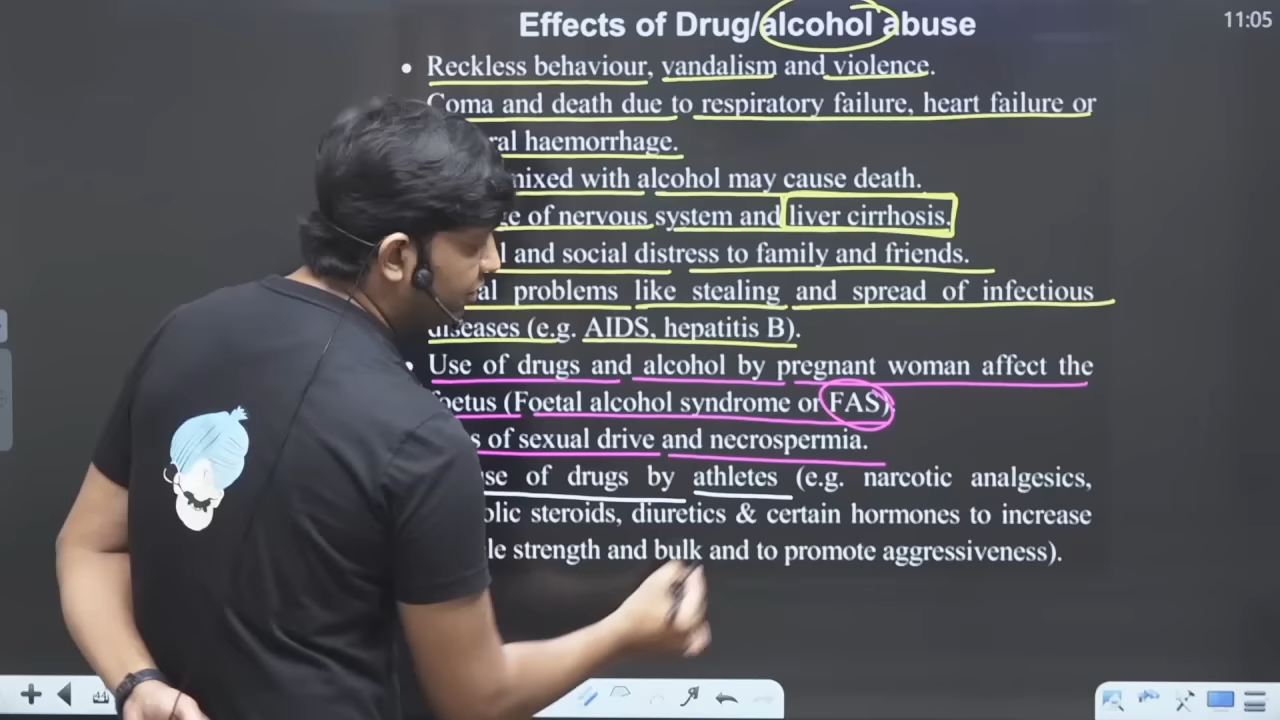 Effects of Drug/alcohol abuse
11:05
• Reckless behaviour, vandalism and violence.
Coma and death due to respiratory failure, heart failure or
ral haemorrhage.
mixed with alcohol may cause death.
ge of nervous system and liver cirrhosis.
l and social distress to family and friends.
al problems like stealing and spread of infectious
diseases (e.g. AIDS, hepatitis B).
• Use of drugs and alcohol by pregnant woman affect the
foetus (Foetal alcohol syndrome or FAS)
s of sexual drive and necrospermia.
se of drugs by athletes (e.g. narcotic analgesics,
olic steroids, diuretics & certain hormones to increase
le strength and bulk and to promote aggressiveness).
44